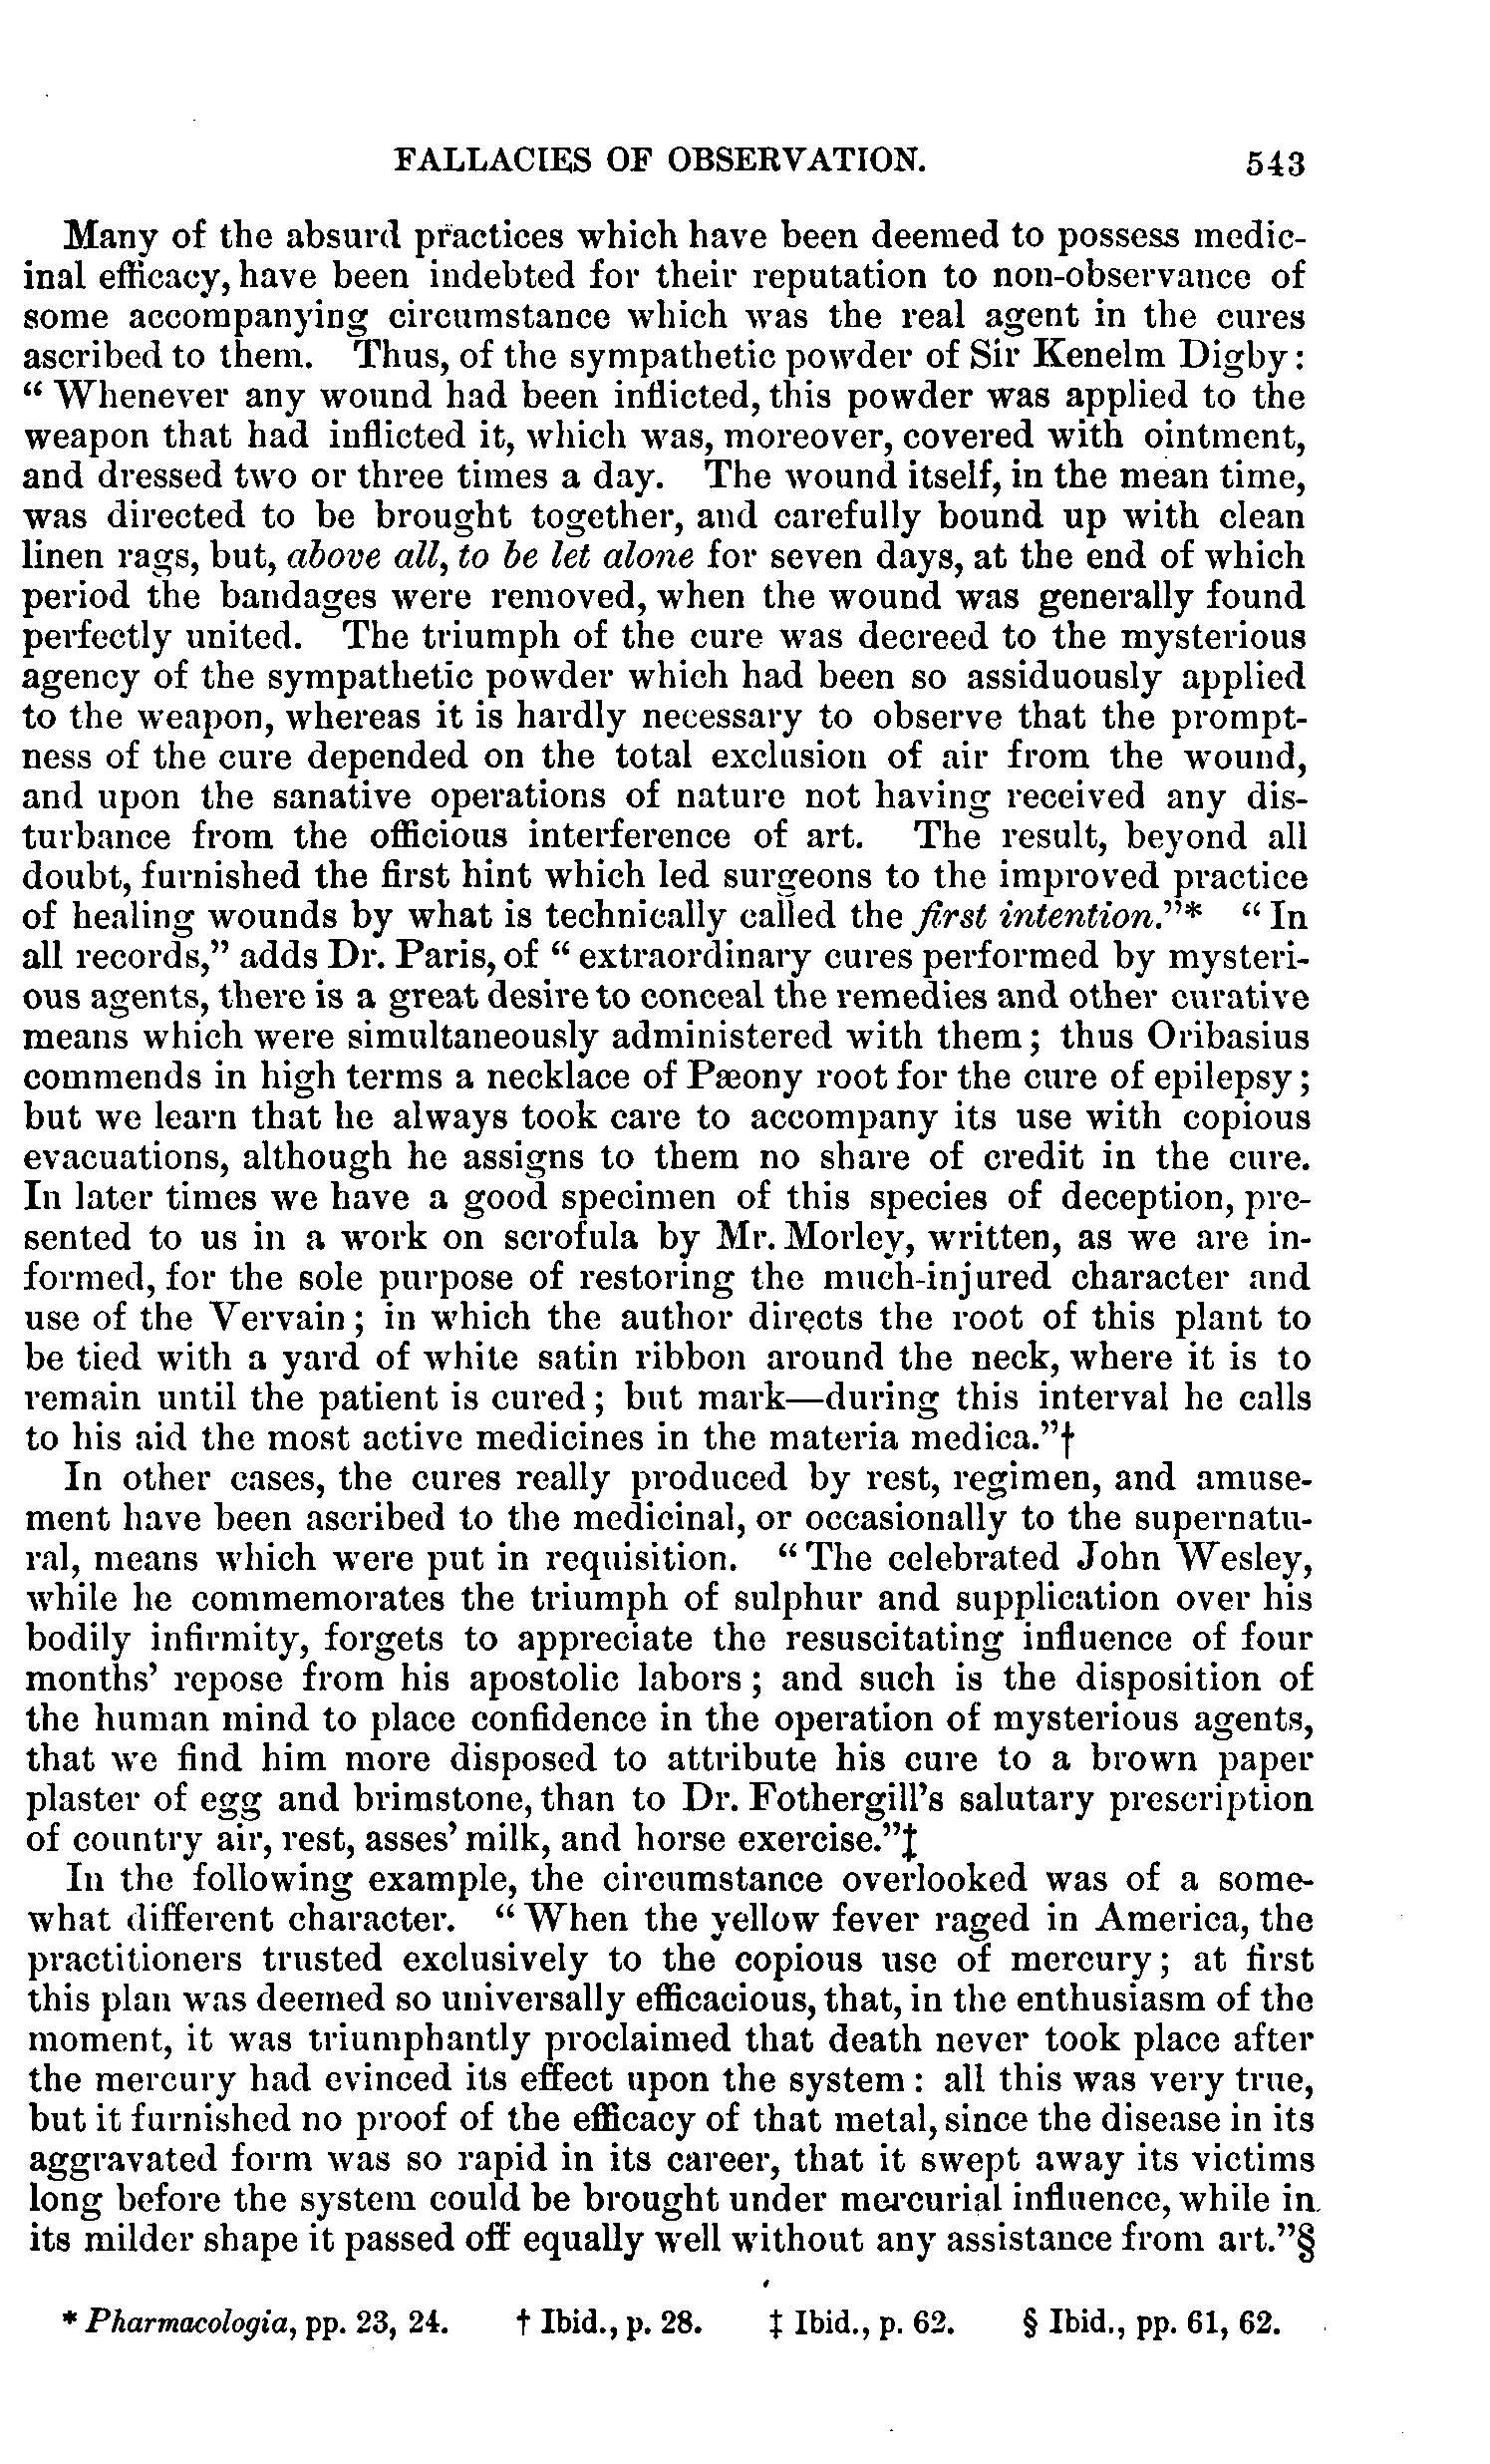 FALLACIES OF OBSERVATION. 543
Many of the absurd practices which have been deemed to possess medic-
inal efficacy, have been indebted for their reputation to non-observance of
some accompanying circumstance which was the real agent in the cures
ascribed to them. Thus, of the sympathetic powder of Sir Kenelm Digby:
"Whenever any wound had been inflicted, this powder was applied to the
weapon that had inflicted it, which was, moreover, covered with ointment,
and dressed two or three times a day. The wound itself, in the mean time,
was directed to be brought together, and carefully bound up with clean
linen rags, but, above all, to be let alone for seven days, at the end of which
period the bandages were removed, when the wound was generally found
perfectly united. The triumph of the cure was decreed to the mysterious
agency of the sympathetic powder which had been so assiduously applied
to the weapon, whereas it is hardly necessary to observe that the prompt-
ness of the cure depended on the total exclusion of air from the wound,
and upon the sanative operations of nature not having received any dis-
turbance from the officious interference of art. The result, beyond all
doubt, furnished the first hint which led surgeons to the improved practice
of healing wounds by what is technically called the first intention."* "In
all records," adds Dr. Paris, of "extraordinary cures performed by mysteri-
ous agents, there is a great desire to conceal the remedies and other curative
means which were simultaneously administered with them; thus Oribasius
commends in high terms a necklace of Pæony root for the cure of epilepsy;
but we learn that he always took care to accompany its use with copious
evacuations, although he assigns to them no share of credit in the cure.
In later times we have a good specimen of this species of deception, pre-
sented to us in a work on scrofula by Mr. Morley, written, as we are in-
formed, for the sole purpose of restoring the much-injured character and
use of the Vervain; in which the author directs the root of this plant to
be tied with a yard of white satin ribbon around the neck, where it is to
remain until the patient is cured; but mark—during this interval he calls
to his aid the most active medicines in the materia medica."†
In other cases, the cures really produced by rest, regimen, and amuse-
ment have been ascribed to the medicinal, or occasionally to the supernatu-
ral, means which were put in requisition. "The celebrated John Wesley,
while he commemorates the triumph of sulphur and supplication over his
bodily infirmity, forgets to appreciate the resuscitating influence of four
months' repose from his apostolic labors; and such is the disposition of
the human mind to place confidence in the operation of mysterious agents,
that we find him more disposed to attribute his cure to a brown paper
plaster of egg and brimstone, than to Dr. Fothergill's salutary prescription
of country air, rest, asses' milk, and horse exercise."‡
In the following example, the circumstance overlooked was of a some-
what different character. "When the yellow fever raged in America, the
practitioners trusted exclusively to the copious use of mercury; at first
this plan was deemed so universally efficacious, that, in the enthusiasm of the
moment, it was triumphantly proclaimed that death never took place after
the mercury had evinced its effect upon the system: all this was very true,
but it furnished no proof of the efficacy of that metal, since the disease in its
aggravated form was so rapid in its career, that it swept away its victims
long before the system could be brought under mercurial influence, while in
its milder shape it passed off equally well without any assistance from art."§
* Pharmacologia, pp. 23, 24. † Ibid., p. 28. ‡ Ibid., p. 62. § Ibid., pp. 61, 62.